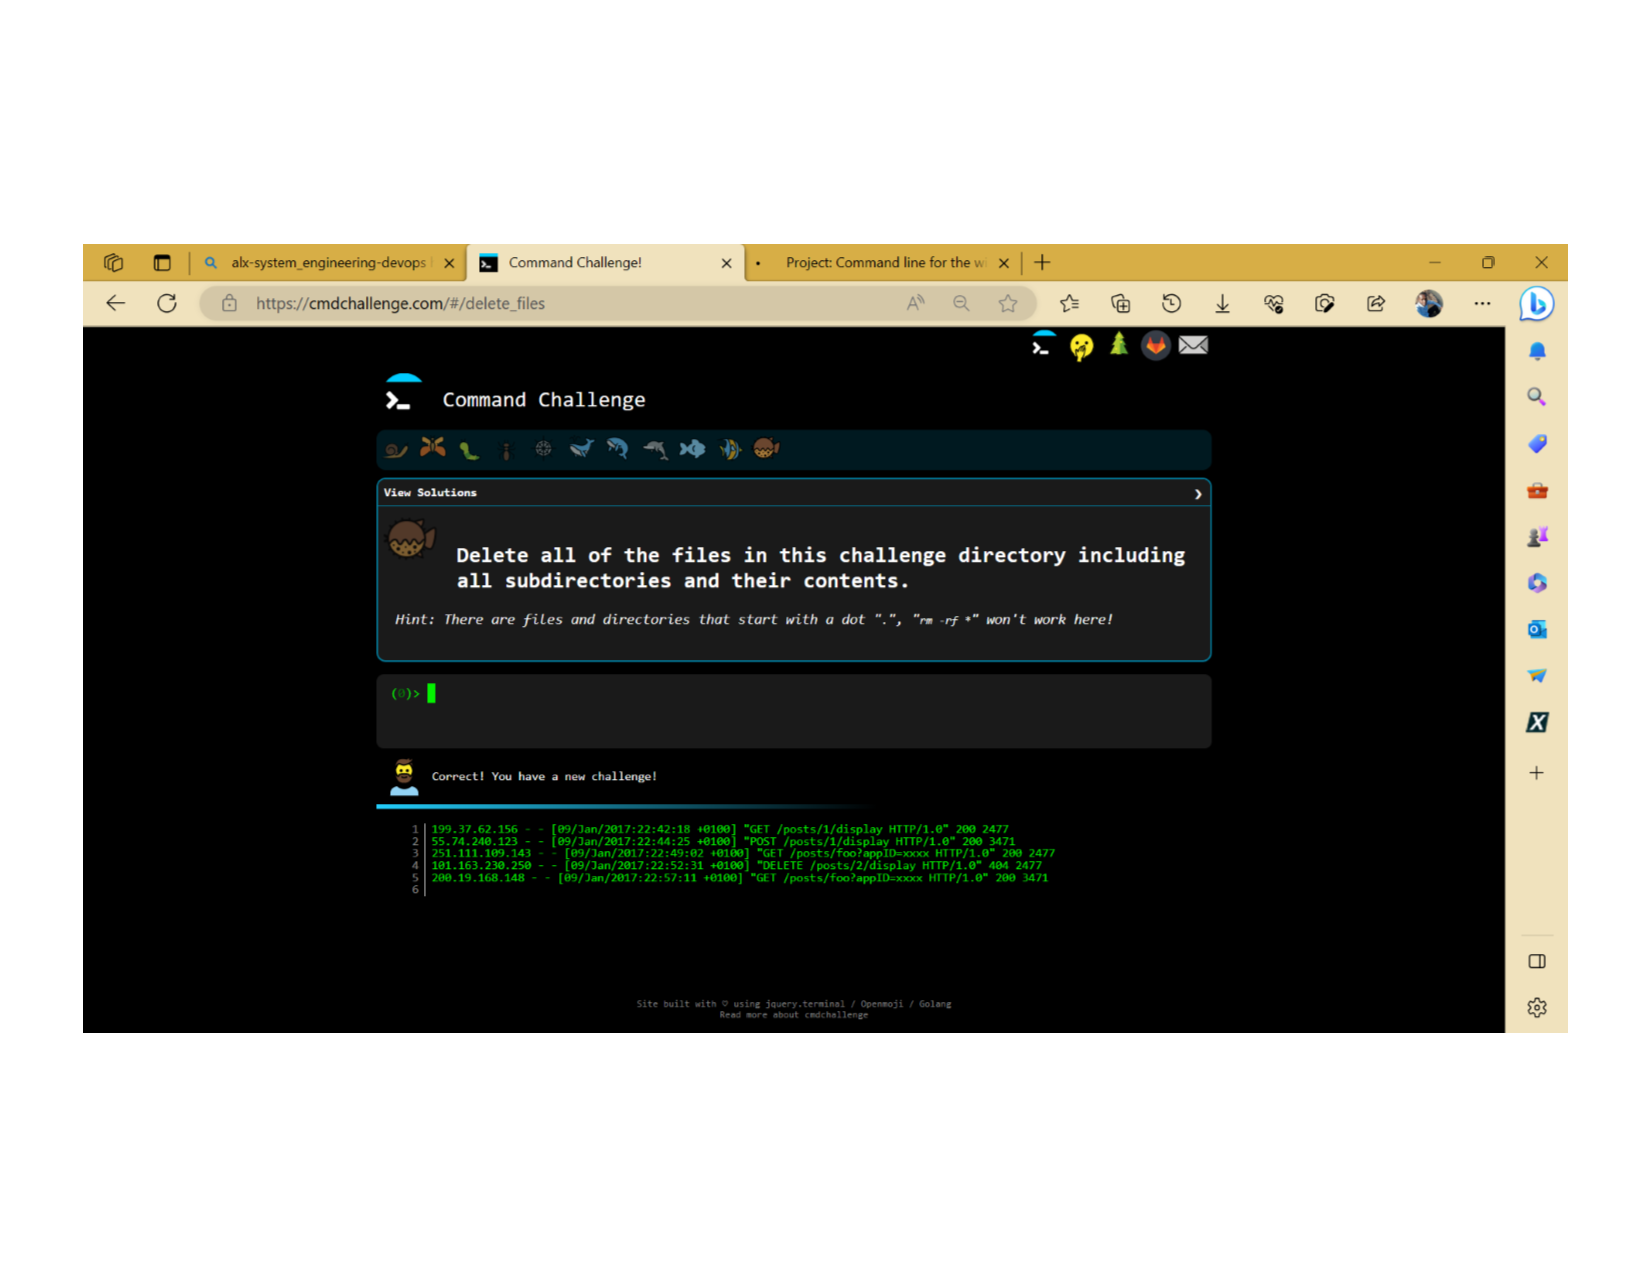 alx-system_engineering-devops
Command Challenge!
Project: Command line for the wi
https://cmdchallenge.com/#/delete_files
Command Challenge
View Solutions
Delete all of the files in this challenge directory including
all subdirectories and their contents.
Hint: There are files and directories that start with a dot ".", "rm -rf *" won't work here!
(0)>
Correct! You have a new challenge!
1 199.37.62.156 - - [09/Jan/2017:22:42:18 +0100] "GET /posts/1/display HTTP/1.0" 200 2477
2 55.74.240.123 - - [09/Jan/2017:22:44:25 +0100] "POST /posts/1/display HTTP/1.0" 200 3471
3 251.111.109.143 - - [09/Jan/2017:22:49:02 +0100] "GET /posts/foo?appID=xxxx HTTP/1.0" 200 2477
4 101.163.230.250 - - [09/Jan/2017:22:52:31 +0100] "DELETE /posts/2/display HTTP/1.0" 404 2477
5 200.19.168.148 - - [09/Jan/2017:22:57:11 +0100] "GET /posts/foo?appID=xxxx HTTP/1.0" 200 3471
6
Site built with ♡ using jquery.terminal / Openmoji / Golang
Read more about cmdchallenge